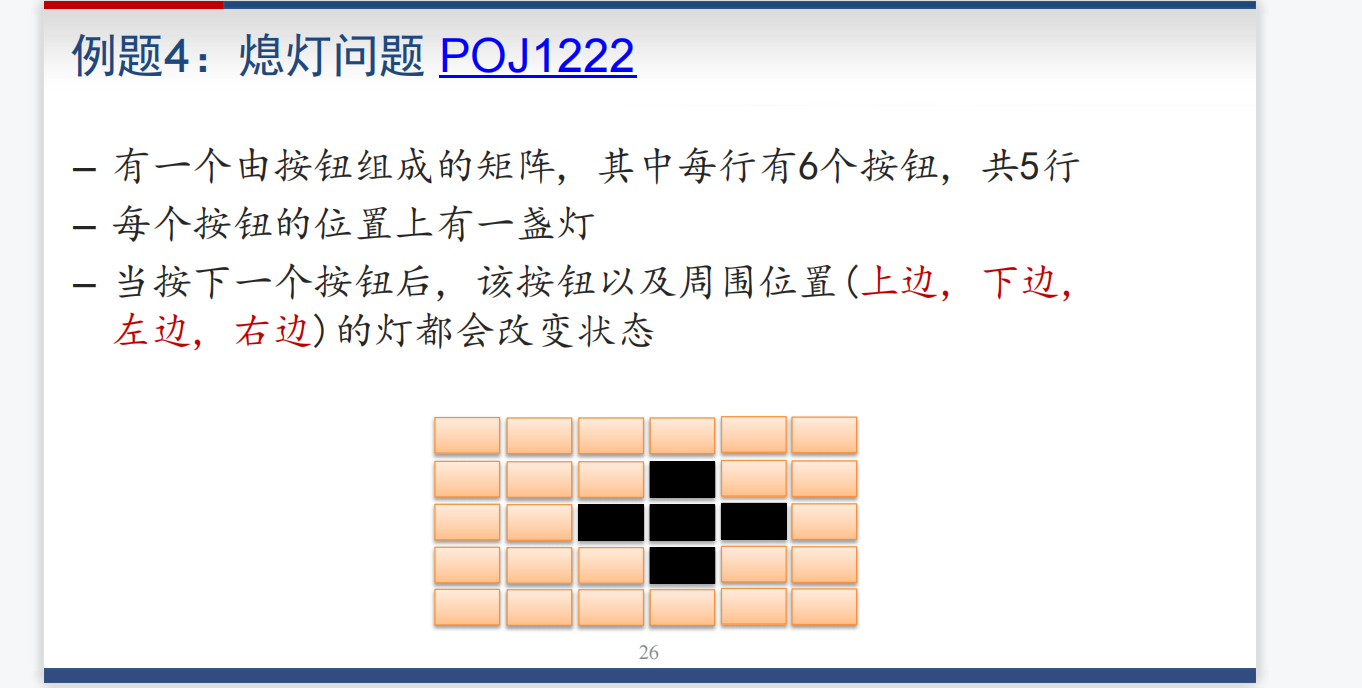 例题4：熄灯问题 POJ1222
– 有一个由按钮组成的矩阵，其中每行有6个按钮，共5行
– 每个按钮的位置上有一盏灯
– 当按下一个按钮后，该按钮以及周围位置(上边，下边，
左边，右边)的灯都会改变状态
26